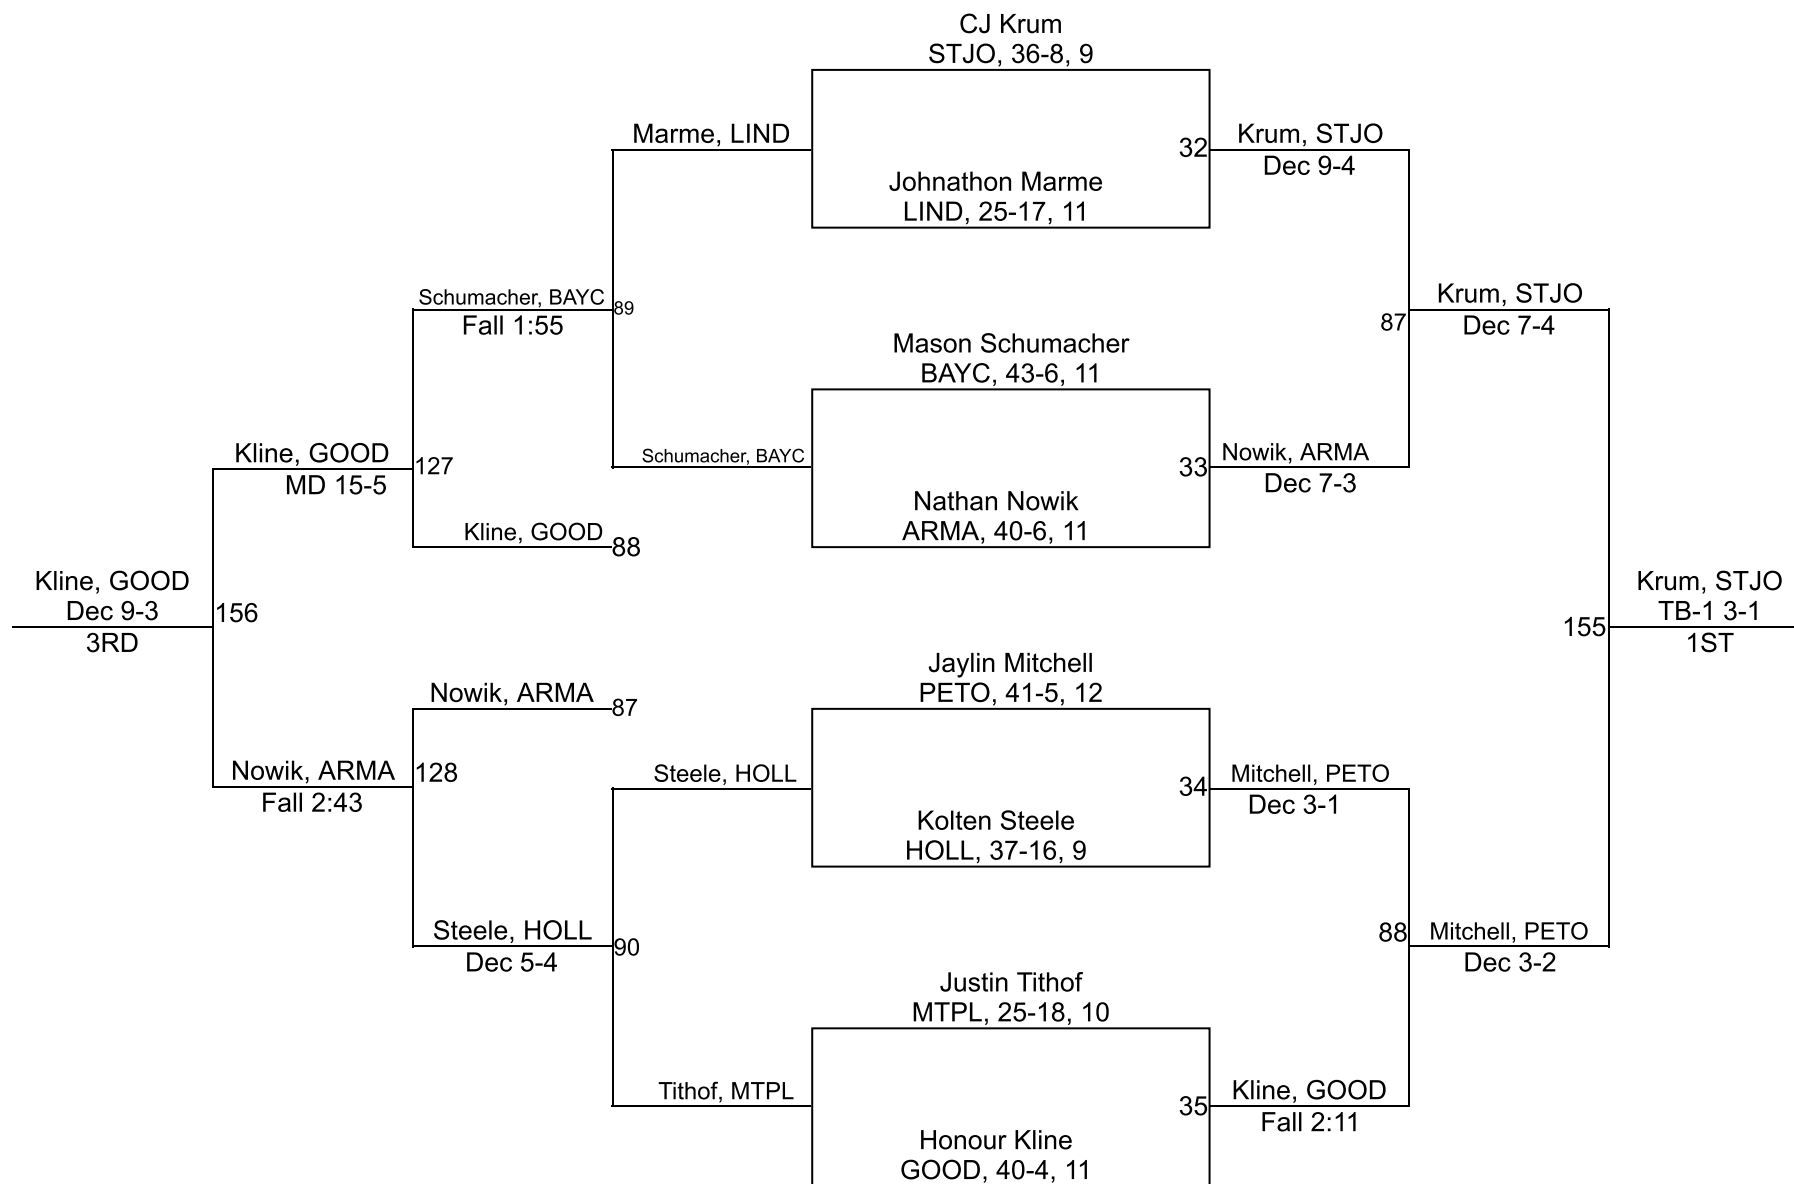 CJ Krum
STJO, 36-8, 9
Marme, LIND
32
Krum, STJO
Dec 9-4
Johnathon Marme
LIND, 25-17, 11
Schumacher, BAYC
89
Fall 1:55
Krum, STJO
87
Dec 7-4
Mason Schumacher
BAYC, 43-6, 11
Kline, GOOD
127
MD 15-5
Schumacher, BAYC
33
Nowik, ARMA
Dec 7-3
Nathan Nowik
ARMA, 40-6, 11
Kline, GOOD
88
Kline, GOOD
Dec 9-3
3RD
156
155
Krum, STJO
TB-1 3-1
1ST
Jaylin Mitchell
PETO, 41-5, 12
Nowik, ARMA
87
Nowik, ARMA
128
Fall 2:43
Steele, HOLL
34
Mitchell, PETO
Dec 3-1
Kolten Steele
HOLL, 37-16, 9
Steele, HOLL
90
Dec 5-4
88
Mitchell, PETO
Dec 3-2
Justin Tithof
MTPL, 25-18, 10
Tithof, MTPL
35
Kline, GOOD
Fall 2:11
Honour Kline
GOOD, 40-4, 11